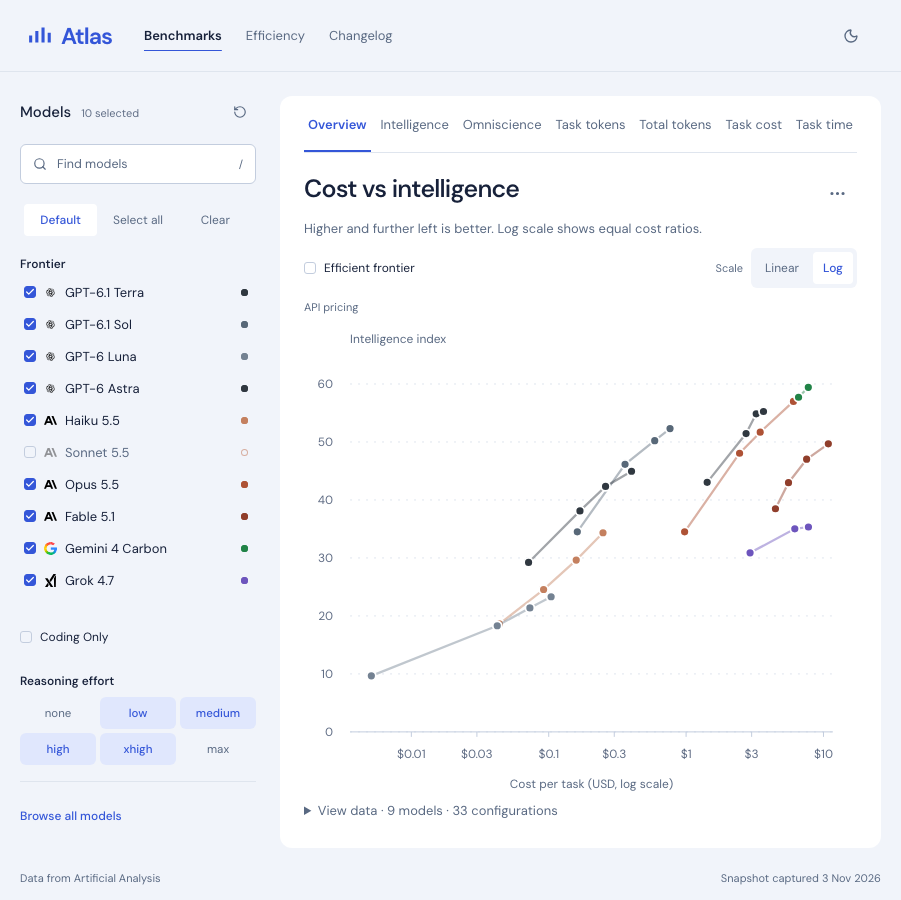 Atlas
Benchmarks Efficiency Changelog
Models 10 selected
Find models /
Default Select all Clear
Frontier
GPT-6.1 Terra
GPT-6.1 Sol
GPT-6 Luna
GPT-6 Astra
Haiku 5.5
Sonnet 5.5
Opus 5.5
Fable 5.1
Gemini 4 Carbon
Grok 4.7
Coding Only
Reasoning effort
none low medium
high xhigh max
Browse all models
Overview Intelligence Omniscience Task tokens Total tokens Task cost Task time
Cost vs intelligence
Higher and further left is better. Log scale shows equal cost ratios.
Efficient frontier Scale Linear Log
API pricing
Intelligence index
60
50
40
30
20
10
0
$0.01 $0.03 $0.1 $0.3 $1 $3 $10
Cost per task (USD, log scale)
View data · 9 models · 33 configurations
Data from Artificial Analysis Snapshot captured 3 Nov 2026